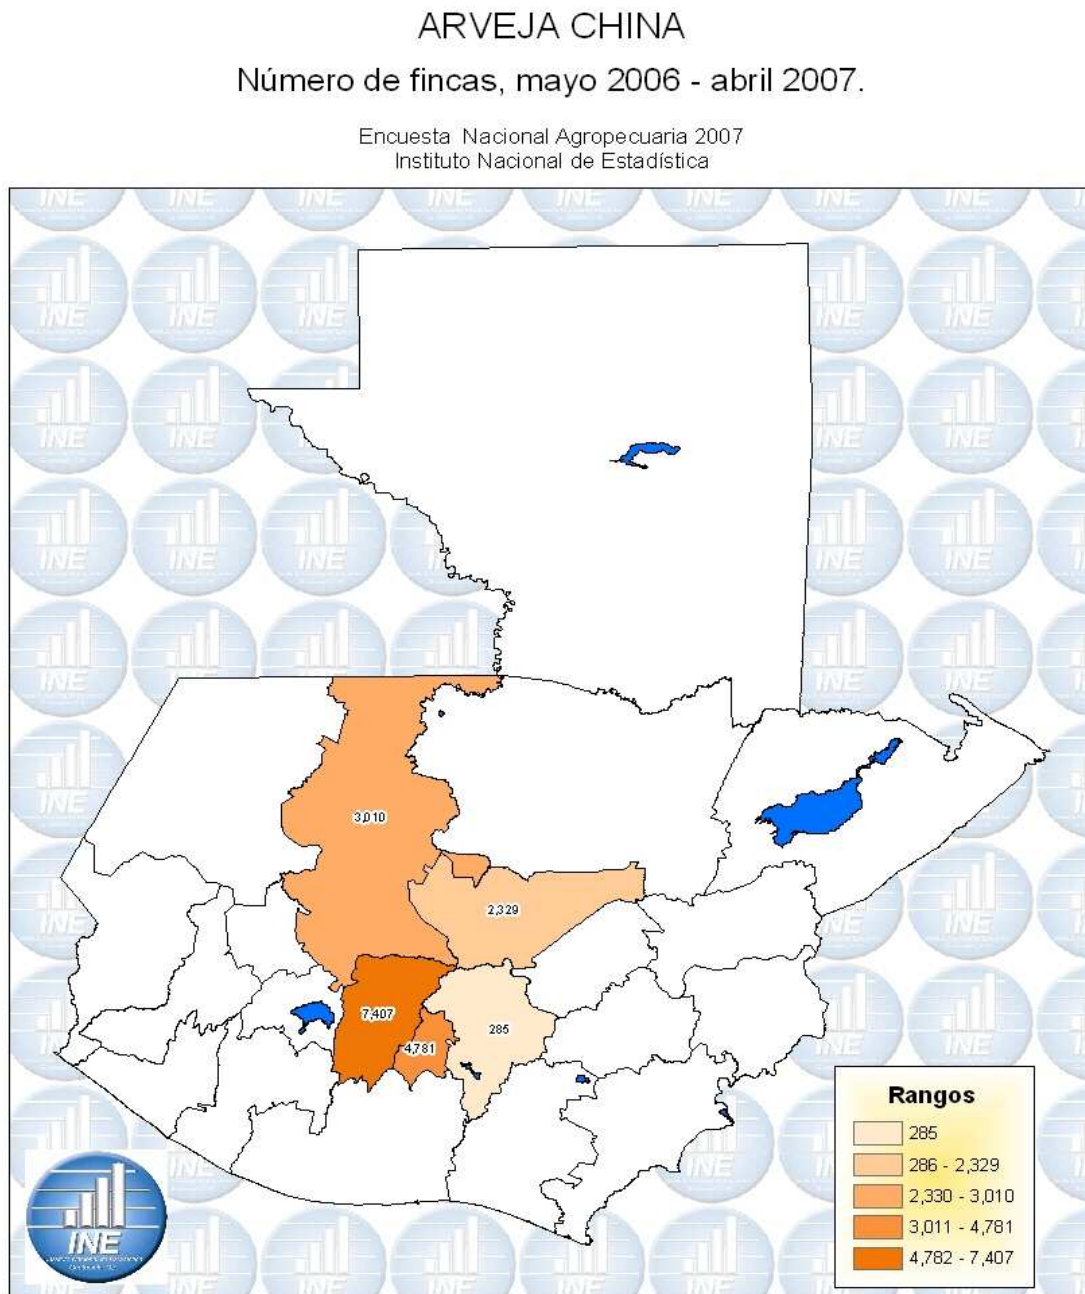 ARVEJA CHINA
Número de fincas, mayo 2006 - abril 2007.
Encuesta Nacional Agropecuaria 2007
Instituto Nacional de Estadística
3,010
2,329
7,407
285
4,781
Rangos
285
286 - 2,329
2,330 - 3,010
3,011 - 4,781
4,782 - 7,407
INE